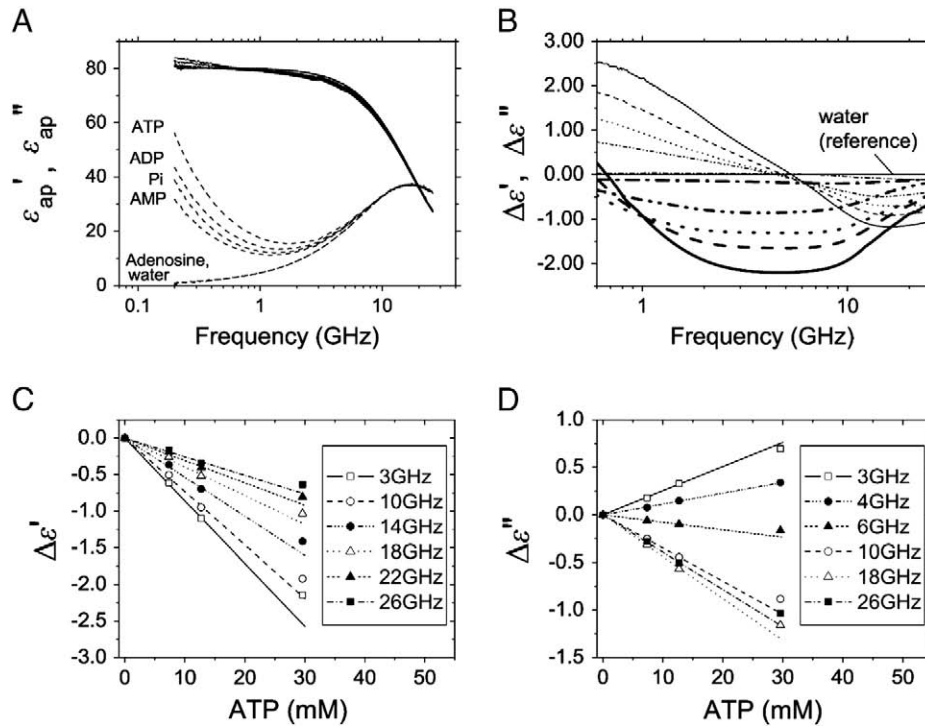 A
ε_ap', ε_ap''
80
60
40
20
0
ATP
ADP
Pi
AMP
Adenosine,
water
0.1
1
10
Frequency (GHz)
B
Δε', Δε''
3.00
2.00
1.00
0.00
-1.00
-2.00
water
(reference)
1
10
Frequency (GHz)
C
Δε'
0.0
-0.5
-1.0
-1.5
-2.0
-2.5
-3.0
3GHz
10GHz
14GHz
18GHz
22GHz
26GHz
0 10 20 30 40 50
ATP (mM)
D
Δε''
1.0
0.5
0.0
-0.5
-1.0
-1.5
3GHz
4GHz
6GHz
10GHz
18GHz
26GHz
0 10 20 30 40 50
ATP (mM)